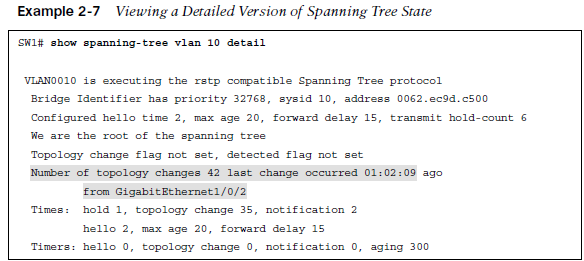 Example 2-7 Viewing a Detailed Version of Spanning Tree State
SW1# show spanning-tree vlan 10 detail
VLAN0010 is executing the rstp compatible Spanning Tree protocol
Bridge Identifier has priority 32768, sysid 10, address 0062.ec9d.c500
Configured hello time 2, max age 20, forward delay 15, transmit hold-count 6
We are the root of the spanning tree
Topology change flag not set, detected flag not set
Number of topology changes 42 last change occurred 01:02:09 ago
from GigabitEthernet1/0/2
Times: hold 1, topology change 35, notification 2
hello 2, max age 20, forward delay 15
Timers: hello 0, topology change 0, notification 0, aging 300